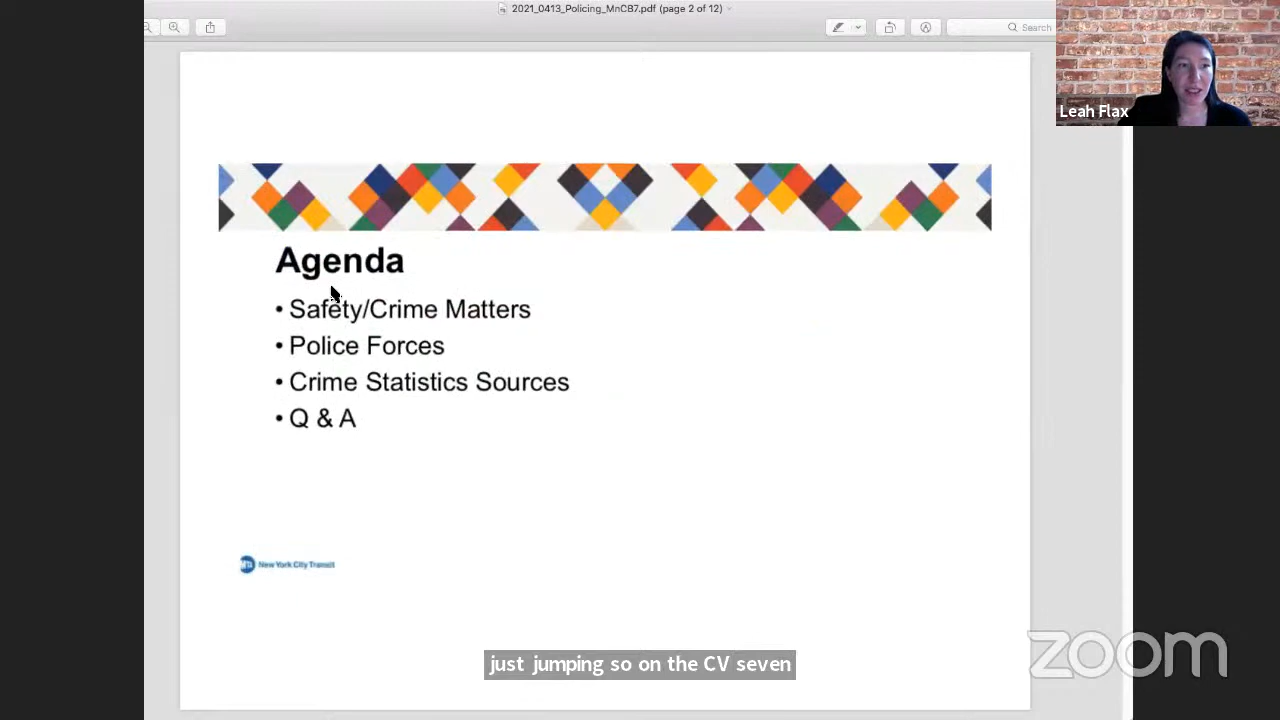 2021_0413_Policing_MnCB7.pdf (page 2 of 12)
Search
Leah Flax
Agenda
• Safety/Crime Matters
• Police Forces
• Crime Statistics Sources
• Q & A
MTA New York City Transit
just jumping so on the CV seven
zoom